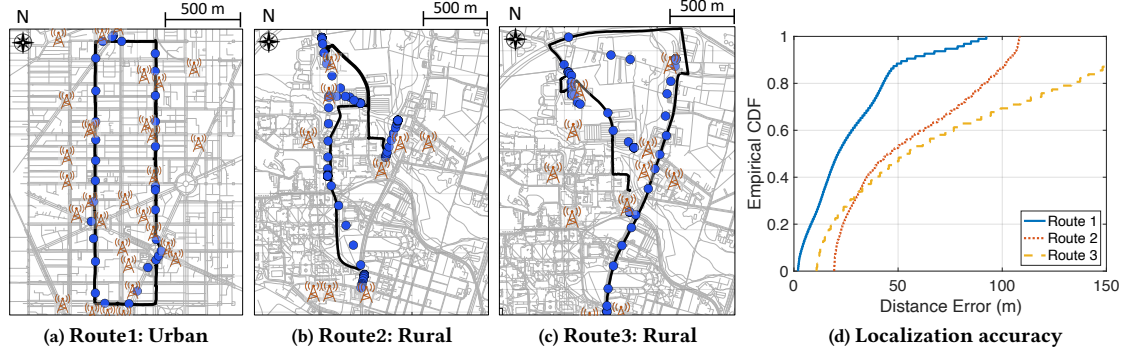 500 m
N
(a) Route1: Urban
500 m
N
(b) Route2: Rural
500 m
N
(c) Route3: Rural
1
0.8
0.6
0.4
0.2
0
Empirical CDF
Route 1
Route 2
Route 3
0
50
100
150
Distance Error (m)
(d) Localization accuracy